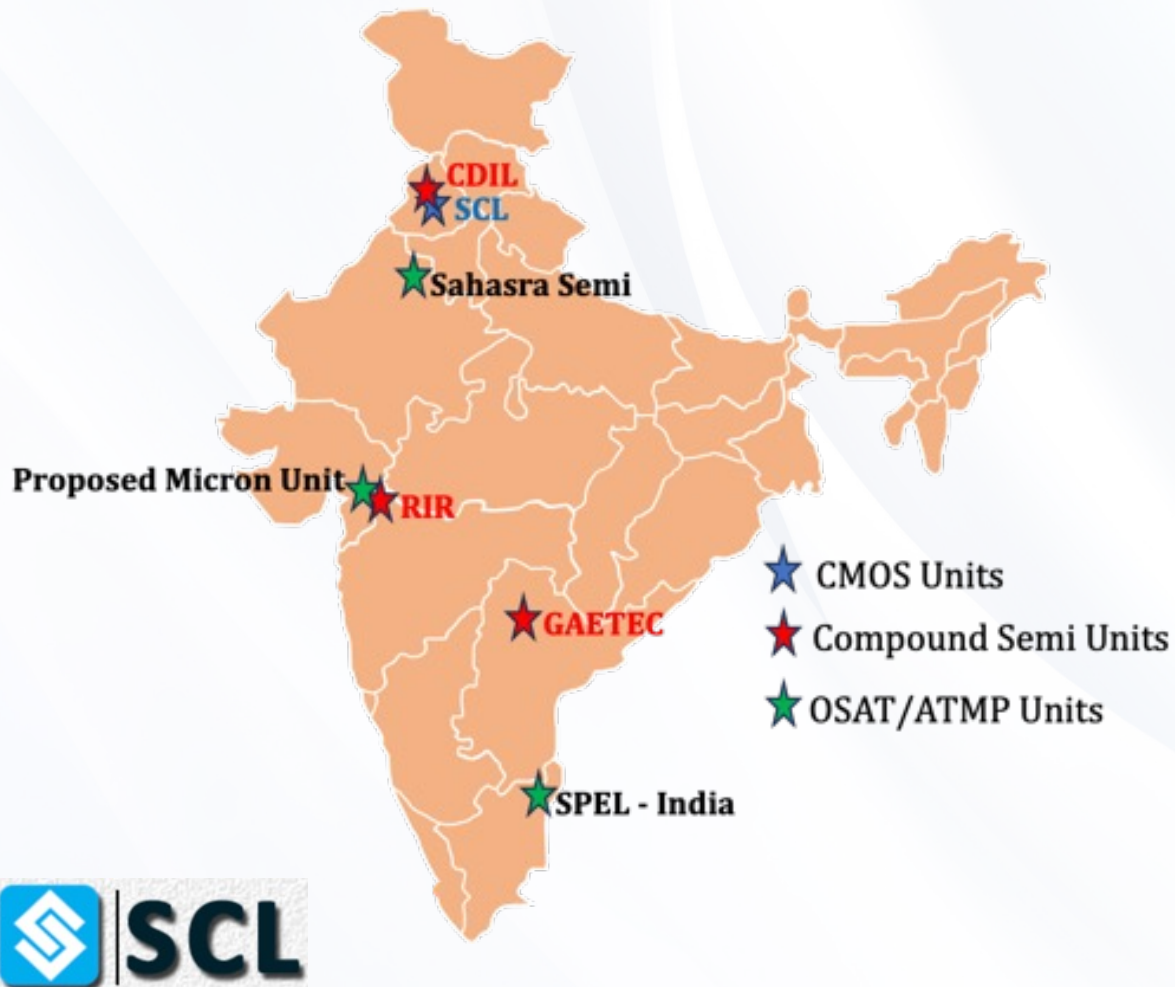 CDIL
SCL
Sahasra Semi
Proposed Micron Unit
RIR
CMOS Units
GAETEC
Compound Semi Units
OSAT/ATMP Units
SPEL - India
SCL